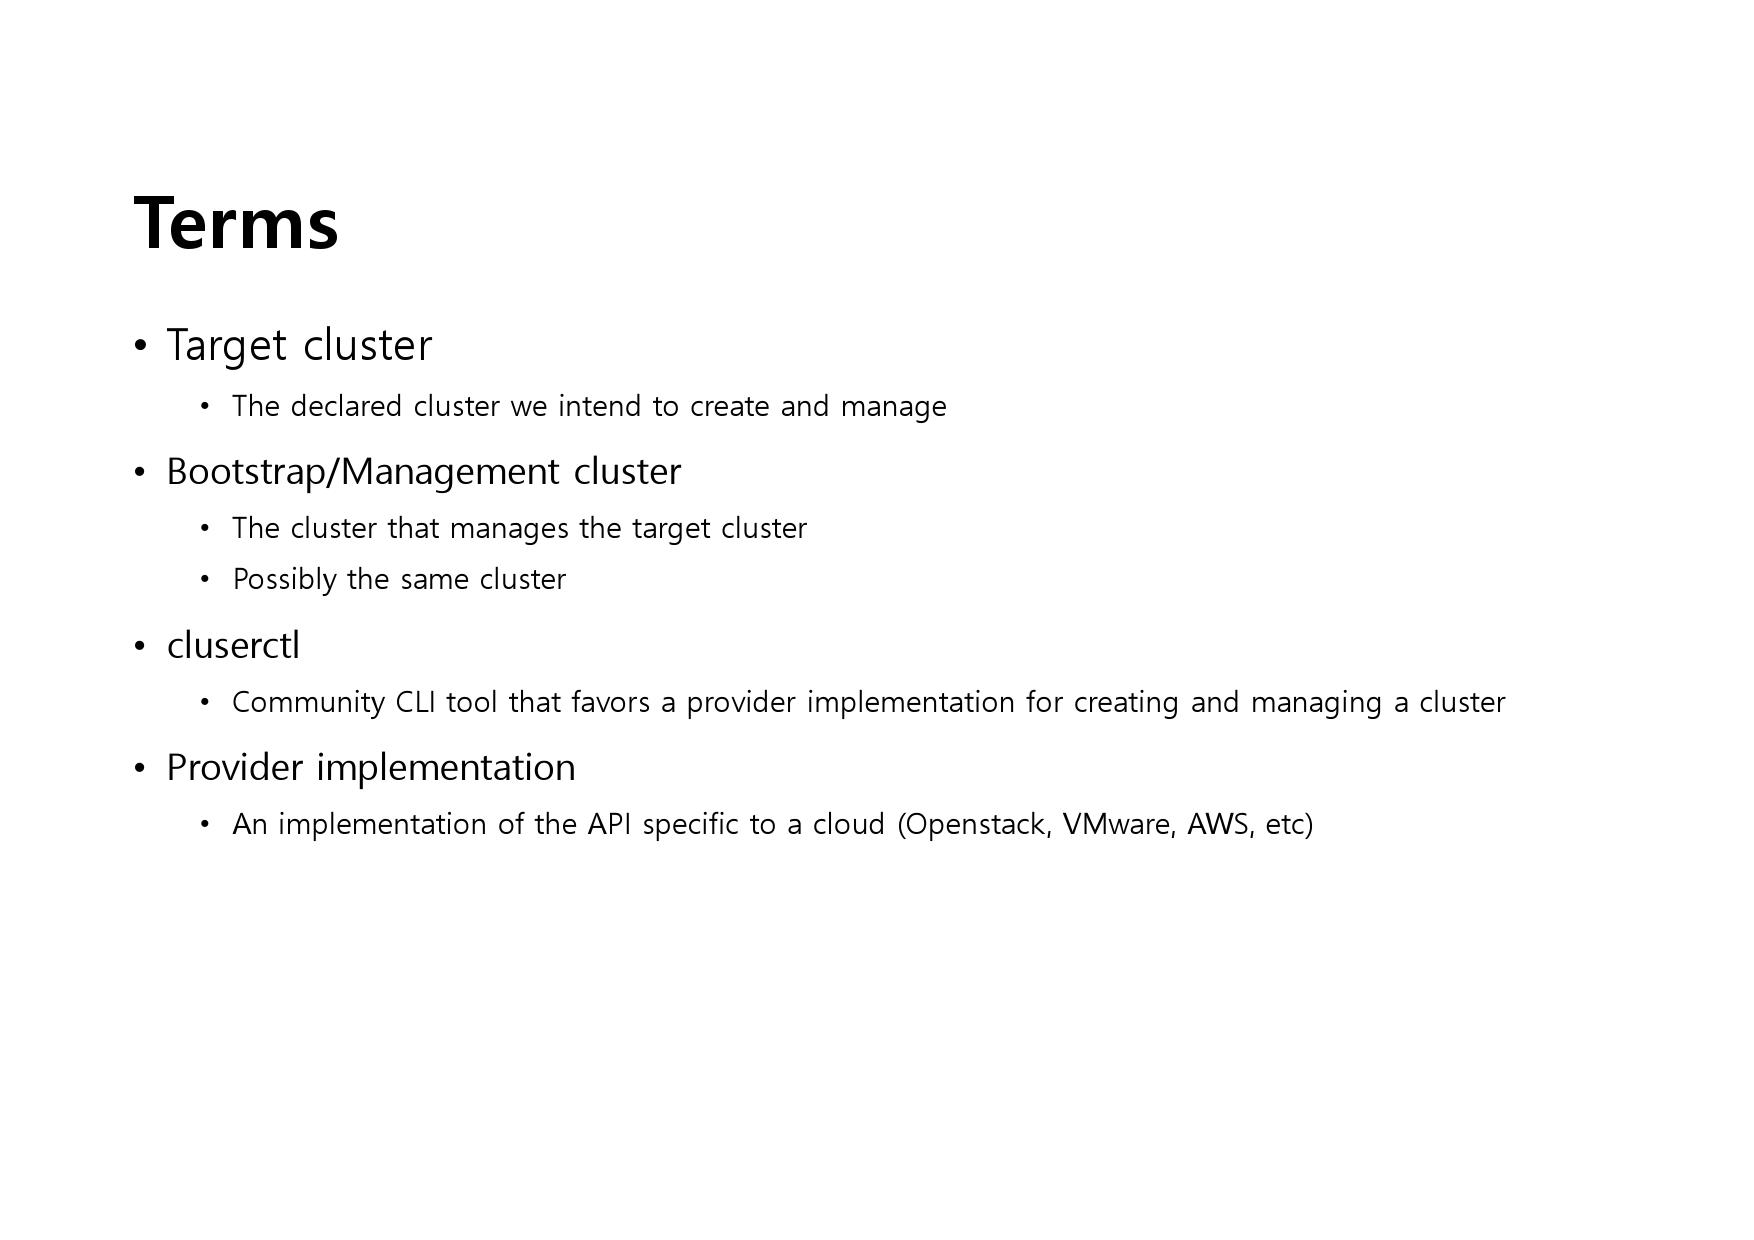 Terms
• Target cluster
• The declared cluster we intend to create and manage
• Bootstrap/Management cluster
• The cluster that manages the target cluster
• Possibly the same cluster
• cluserctl
• Community CLI tool that favors a provider implementation for creating and managing a cluster
• Provider implementation
• An implementation of the API specific to a cloud (Openstack, VMware, AWS, etc)